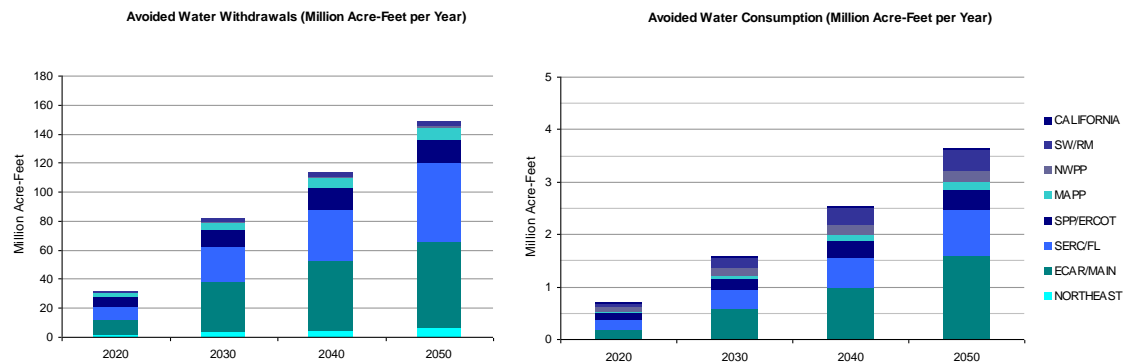 Avoided Water Withdrawals (Million Acre-Feet per Year)
180
160
140
120
100
80
60
40
20
0
Million Acre-Feet
2020
2030
2040
2050
Avoided Water Consumption (Million Acre-Feet per Year)
5
4
3
2
1
0
Million Acre-Feet
2020
2030
2040
2050
CALIFORNIA
SW/RM
NWPP
MAPP
SPP/ERCOT
SERC/FL
ECAR/MAIN
NORTHEAST